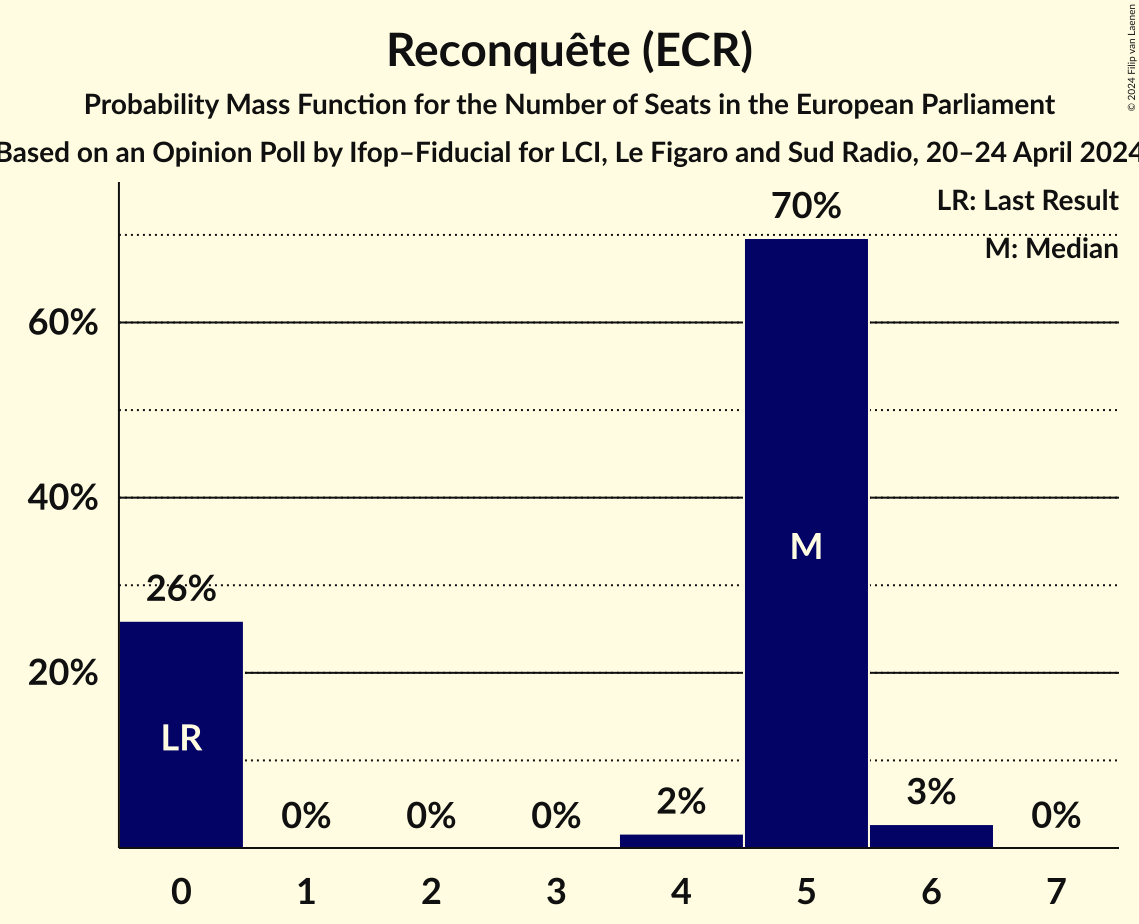 Reconquête (ECR)
Probability Mass Function for the Number of Seats in the European Parliament
Based on an Opinion Poll by Ifop–Fiducial for LCI, Le Figaro and Sud Radio, 20–24 April 2024
© 2024 Filip van Laenen
LR: Last Result
M: Median
70%
60%
40%
M
26%
20%
LR
0% 0% 0% 2% 3% 0%
0 1 2 3 4 5 6 7